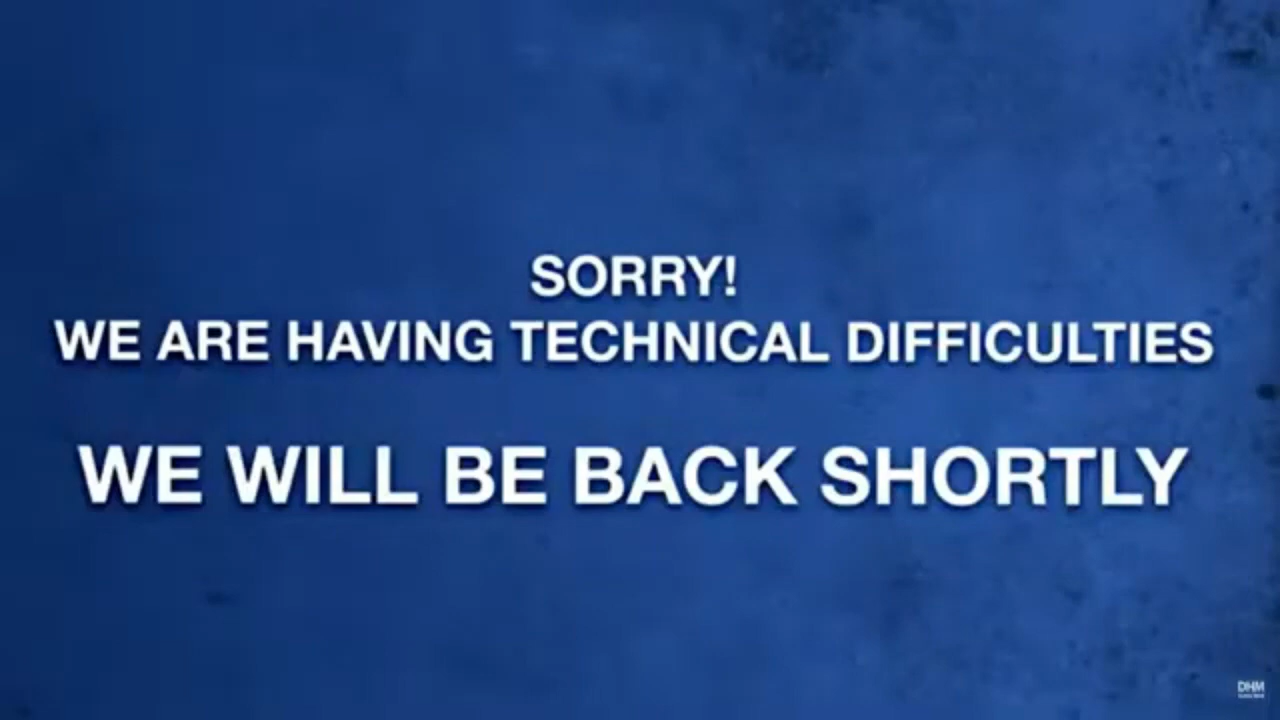 SORRY!
WE ARE HAVING TECHNICAL DIFFICULTIES
WE WILL BE BACK SHORTLY
DHM